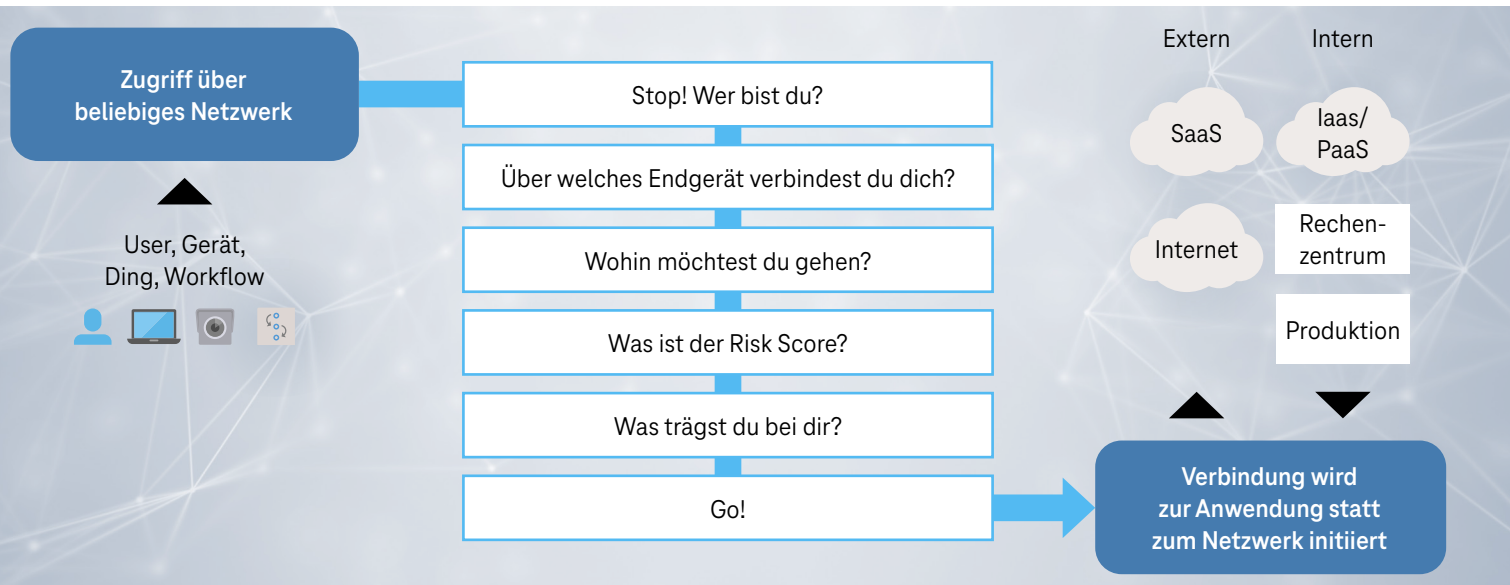 Zugriff über
beliebiges Netzwerk
User, Gerät,
Ding, Workflow
Stop! Wer bist du?
Über welches Endgerät verbindest du dich?
Wohin möchtest du gehen?
Was ist der Risk Score?
Was trägst du bei dir?
Go!
Extern
Intern
SaaS
Iaas/
PaaS
Internet
Rechen-
zentrum
Produktion
Verbindung wird
zur Anwendung statt
zum Netzwerk initiiert